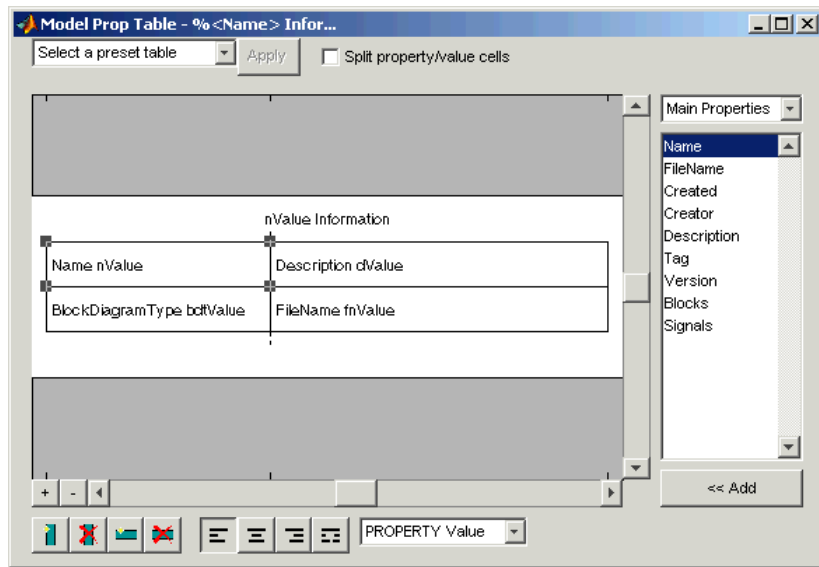 Model Prop Table - %<Name> Infor...
Select a preset table
Apply
Split property/value cells
Main Properties
Name
FileName
Created
Creator
Description
Tag
Version
Blocks
Signals
nValue Information
Name nValue
Description dValue
BlockDiagramType bdtValue
FileName fnValue
+ -
<< Add
PROPERTY Value